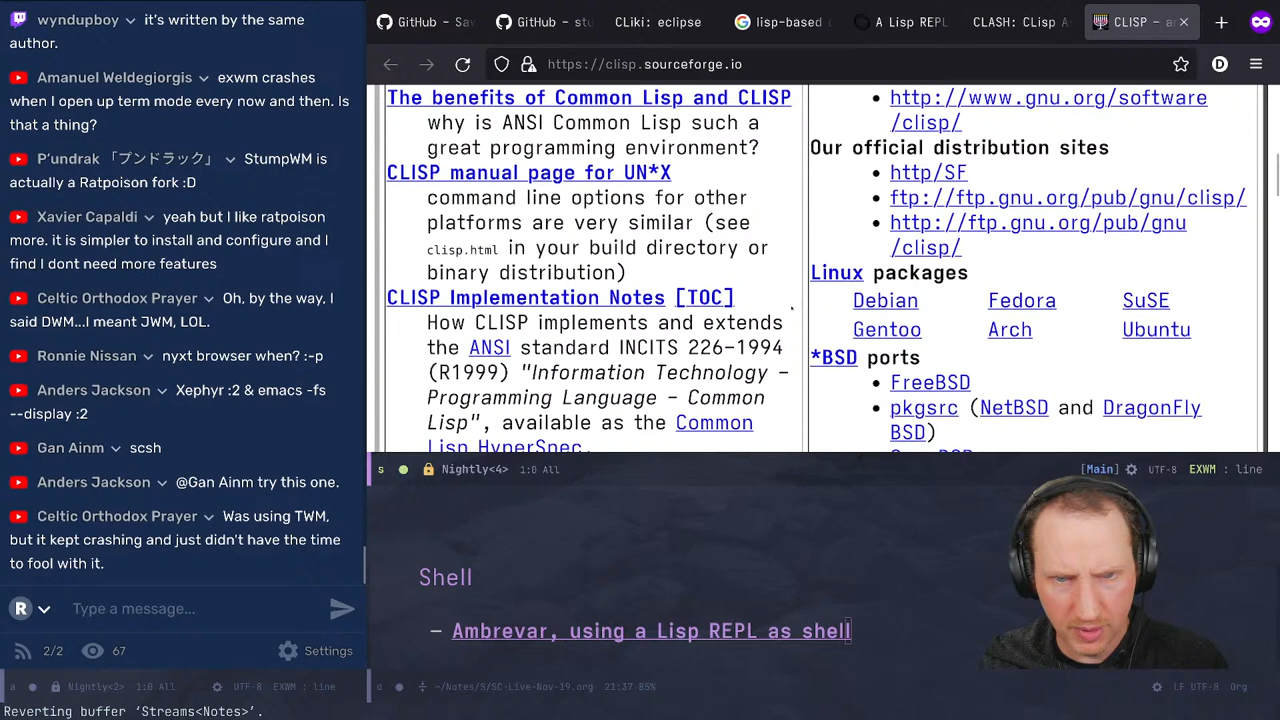 wyndupboy it's written by the same
author.
Amanuel Weldegiorgis exwm crashes
when I open up term mode every now and then. Is
that a thing?
P'undrak 「プンドラック」 StumpWM is
actually a Ratpoison fork :D
Xavier Capaldi yeah but I like ratpoison
more. it is simpler to install and configure and I
find I dont need more features
Celtic Orthodox Prayer Oh, by the way, I
said DWM...I meant JWM, LOL.
Ronnie Nissan nyxt browser when? :-p
Anders Jackson Xephyr :2 & emacs -fs
--display :2
Gan Ainm scsh
Anders Jackson @Gan Ainm try this one.
Celtic Orthodox Prayer Was using TWM,
but it kept crashing and just didn't have the time
to fool with it.
R Type a message...
2/2 67 Settings
a Nightly<2> 1:0 All UTF-8 EXWM : line
GitHub - Sav GitHub - stu CLiki: eclipse lisp-based A Lisp REPL CLASH: CLisp A CLISP - a
https://clisp.sourceforge.io D
The benefits of Common Lisp and CLISP
why is ANSI Common Lisp such a
great programming environment?
CLISP manual page for UN*X
command line options for other
platforms are very similar (see
clisp.html in your build directory or
binary distribution)
CLISP Implementation Notes [TOC]
How CLISP implements and extends
the ANSI standard INCITS 226-1994
(R1999) "Information Technology -
Programming Language - Common
Lisp", available as the Common
Lisp HyperSpec.
http://www.gnu.org/software
/clisp/
Our official distribution sites
http/SF
ftp://ftp.gnu.org/pub/gnu/clisp/
http://ftp.gnu.org/pub/gnu
/clisp/
Linux packages
Debian Fedora SuSE
Gentoo Arch Ubuntu
*BSD ports
FreeBSD
pkgsrc (NetBSD and DragonFly
BSD)
s Nightly<4> 1:0 All [Main] UTF-8 EXWM : line
Shell
– Ambrevar, using a Lisp REPL as shell
d ~/Notes/S/SC-Live-Nov-19.org 21:37 85% LF UTF-8 Org
Reverting buffer ‘Streams<Notes>’.